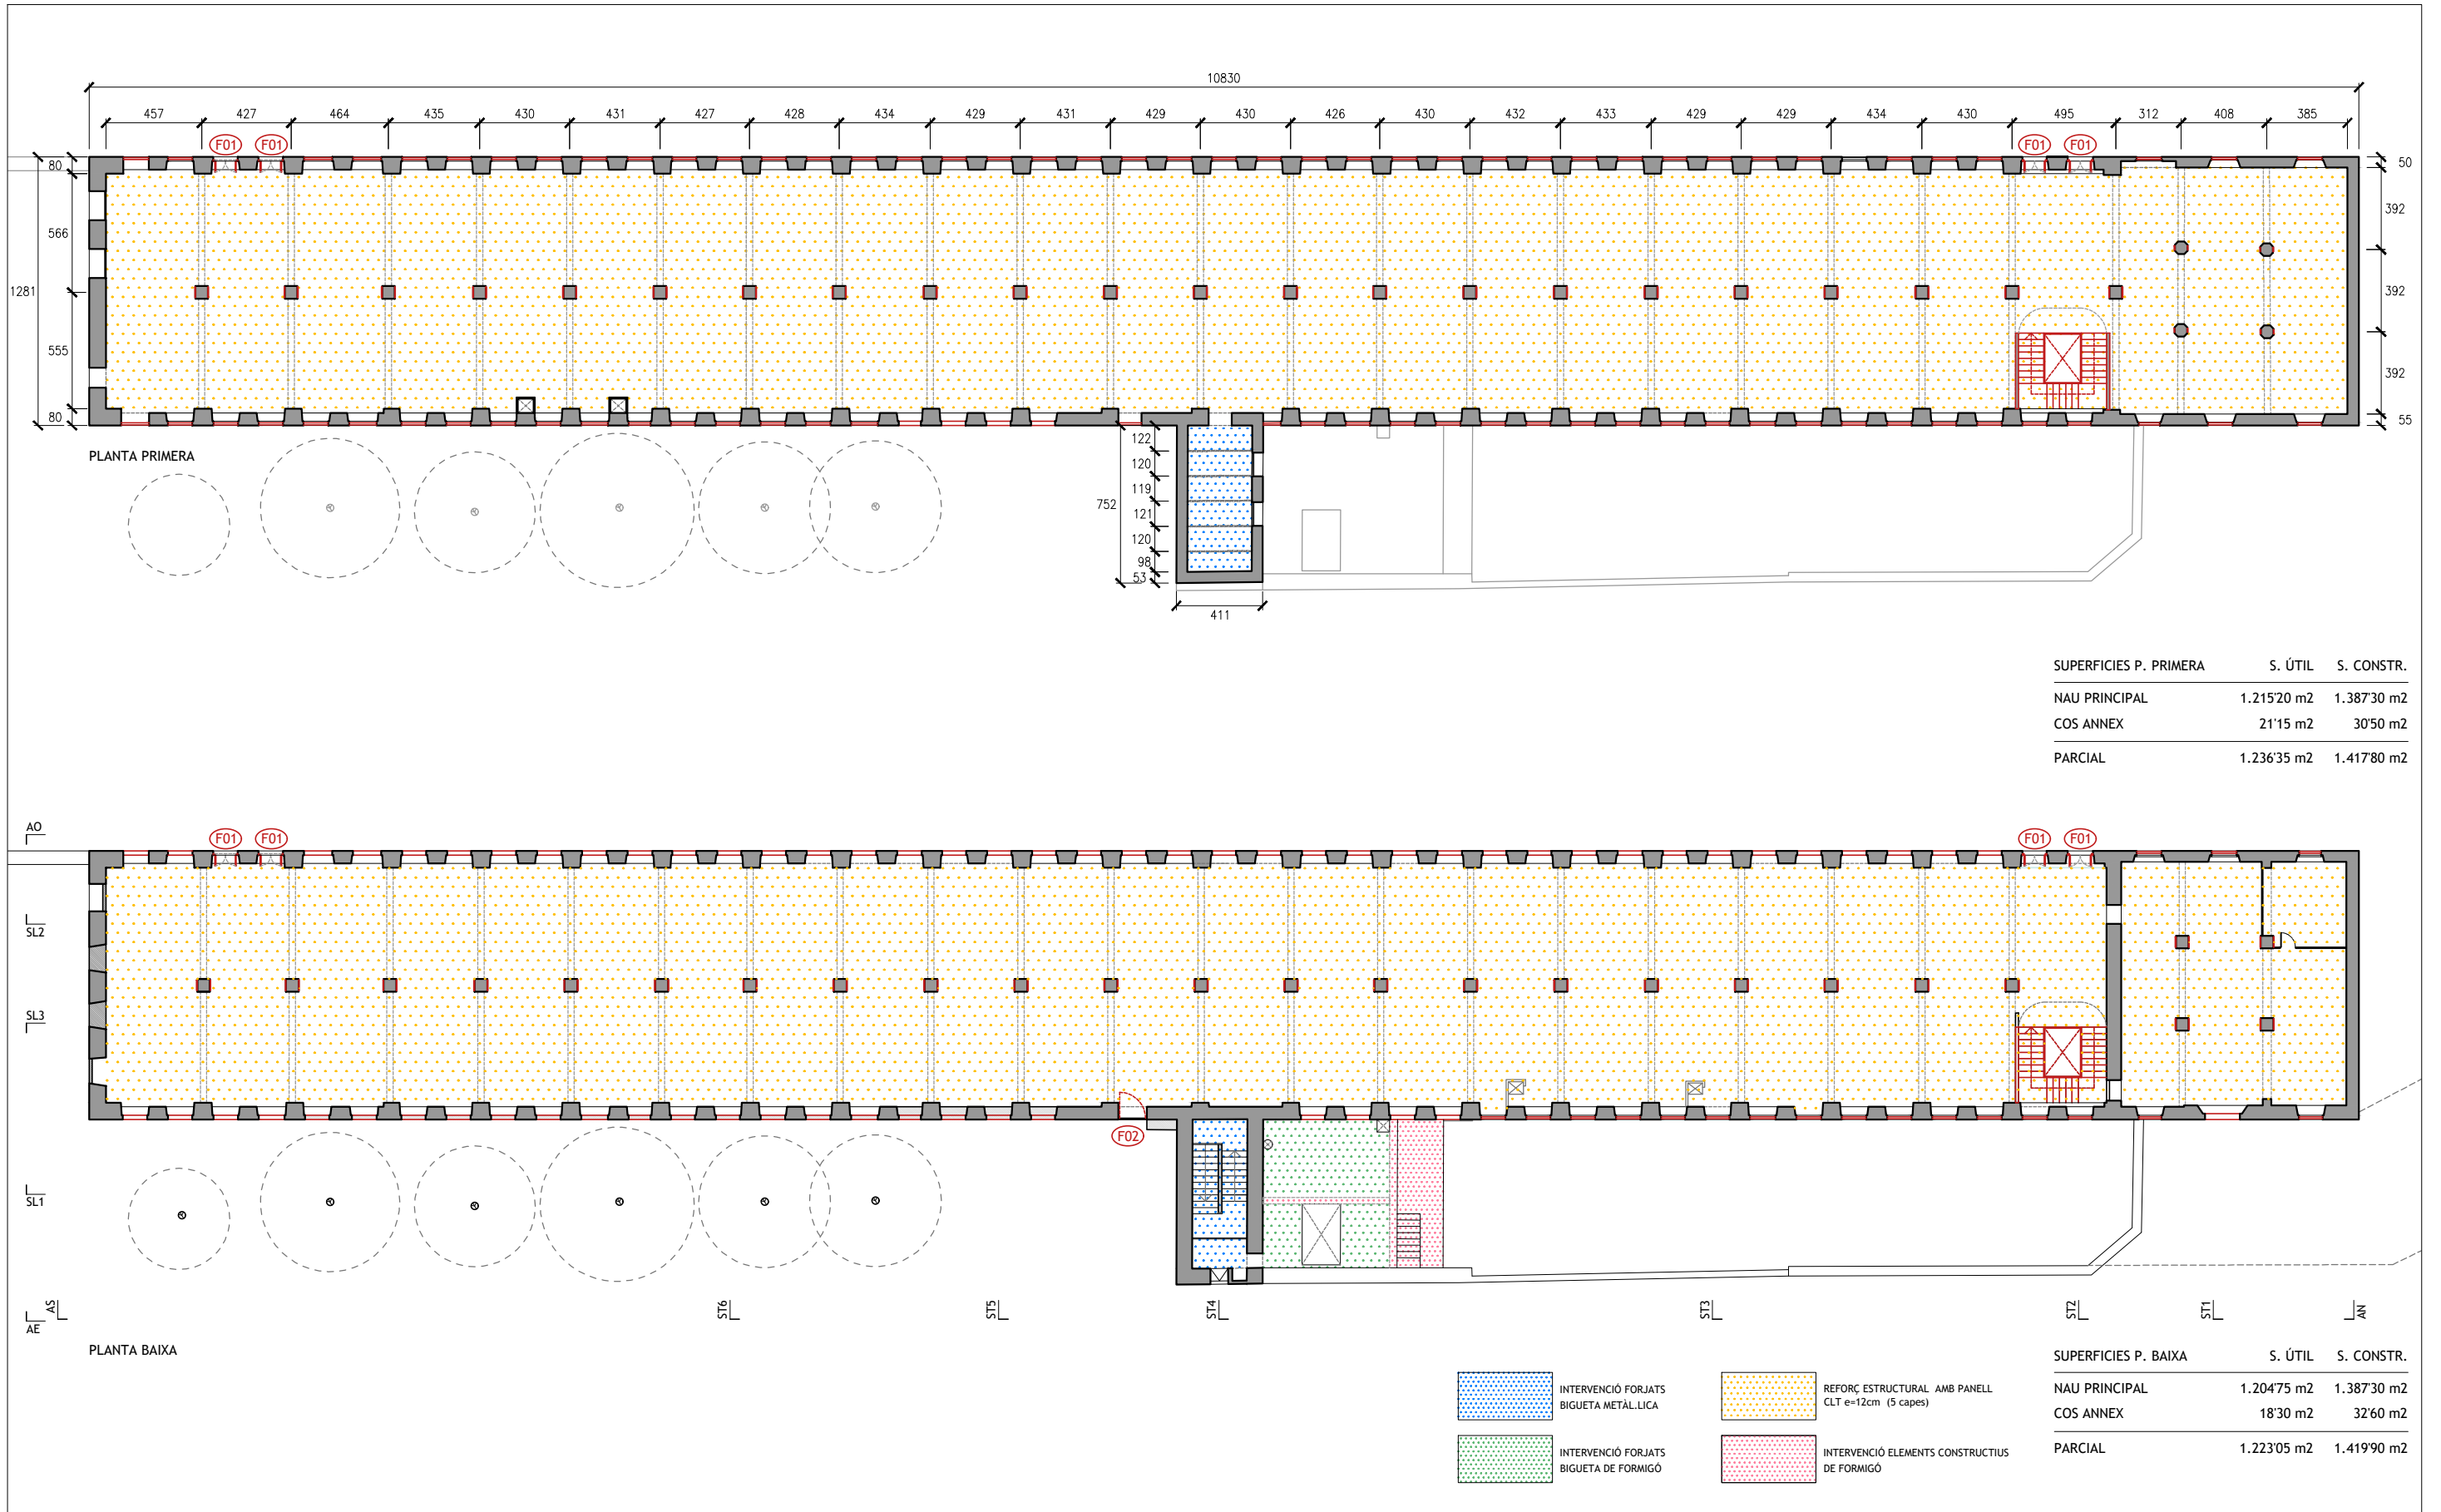 10830
457 427 464 435 430 431 427 428 434 429 431 429 430 426 430 432 433 429 429 434 430 495 312 408 385
F01 F01 F01 F01
80
566
1281
555
80
50
392
392
392
55
PLANTA PRIMERA
122
120
119
121
120
98
53
752
411
SUPERFICIES P. PRIMERA S. ÚTIL S. CONSTR.
NAU PRINCIPAL 1.215'20 m2 1.387'30 m2
COS ANNEX 21'15 m2 30'50 m2
PARCIAL 1.236'35 m2 1.417'80 m2
AO
F01 F01 F01 F01
SL2
SL3
F02
SL1
AS
AE
ST6 ST5 ST4 ST3 ST2 ST1 AN
PLANTA BAIXA
INTERVENCIÓ FORJATS
BIGUETA METÀL.LICA
REFORÇ ESTRUCTURAL AMB PANELL
CLT e=12cm (5 capes)
INTERVENCIÓ FORJATS
BIGUETA DE FORMIGÓ
INTERVENCIÓ ELEMENTS CONSTRUCTIUS
DE FORMIGÓ
SUPERFICIES P. BAIXA S. ÚTIL S. CONSTR.
NAU PRINCIPAL 1.204'75 m2 1.387'30 m2
COS ANNEX 18'30 m2 32'60 m2
PARCIAL 1.223'05 m2 1.419'90 m2